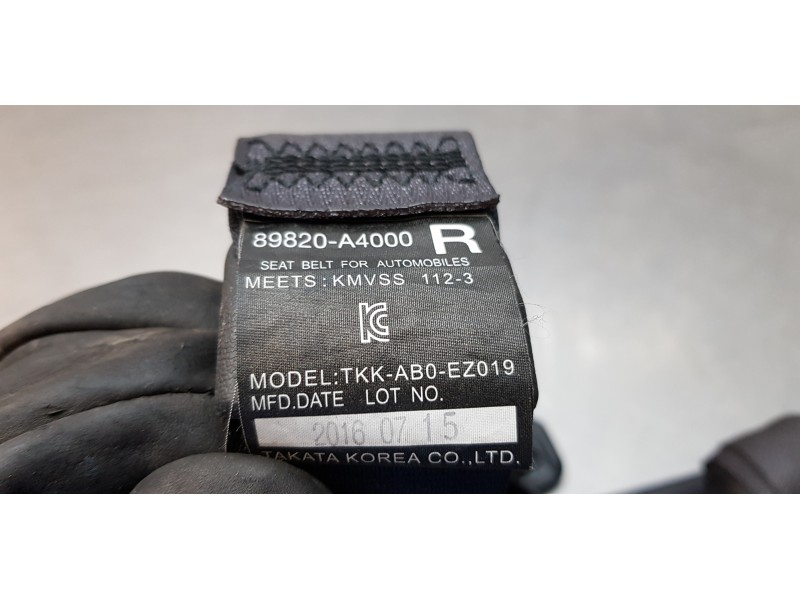 89820-A4000 R
SEAT BELT FOR AUTOMOBILES
MEETS : KMVSS 112-3
KC
MODEL:TKK-AB0-EZ019
MFD.DATE LOT NO.
2016 07 15
TAKATA KOREA CO.,LTD.